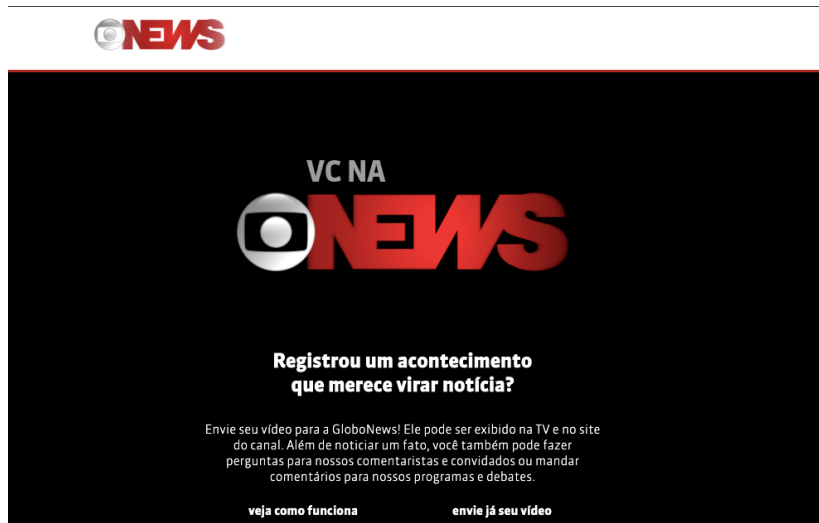 NEWS
VC NA
NEWS
Registrou um acontecimento
que merece virar notícia?
Envie seu vídeo para a GloboNews! Ele pode ser exibido na TV e no site
do canal. Além de noticiar um fato, você também pode fazer
perguntas para nossos comentaristas e convidados ou mandar
comentários para nossos programas e debates.
veja como funciona
envie já seu vídeo